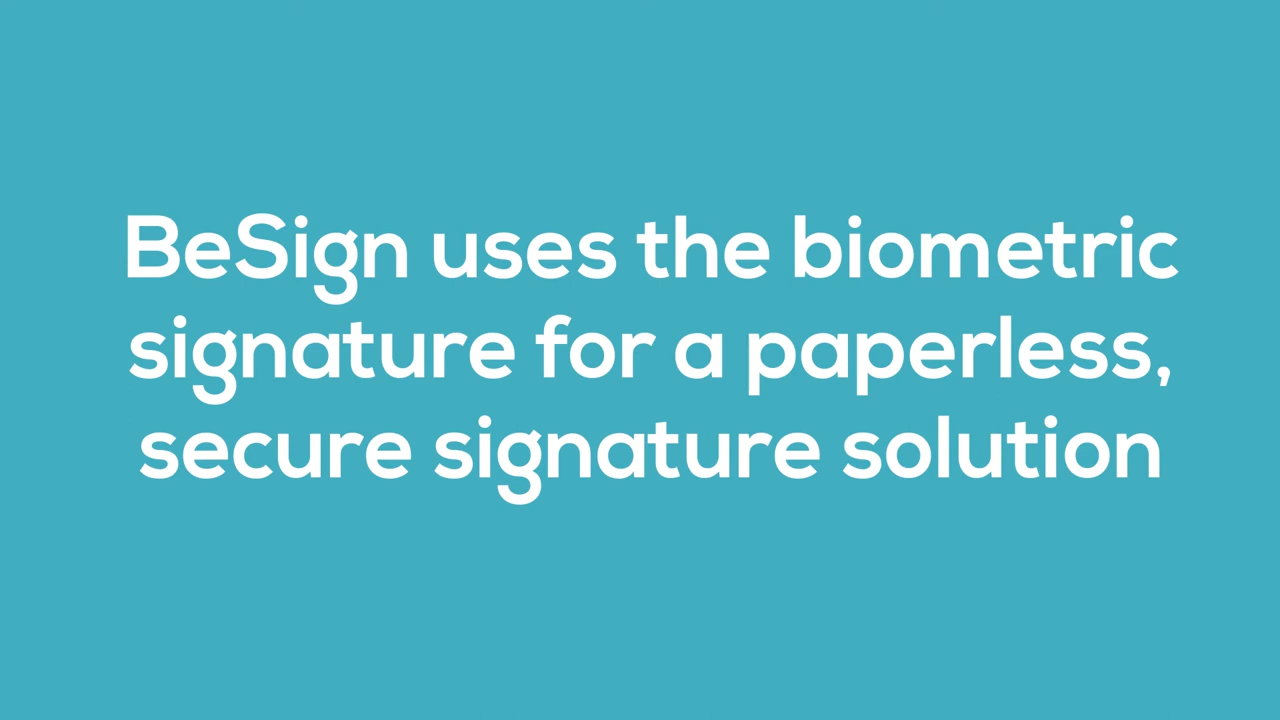 BeSign uses the biometric
signature for a paperless,
secure signature solution